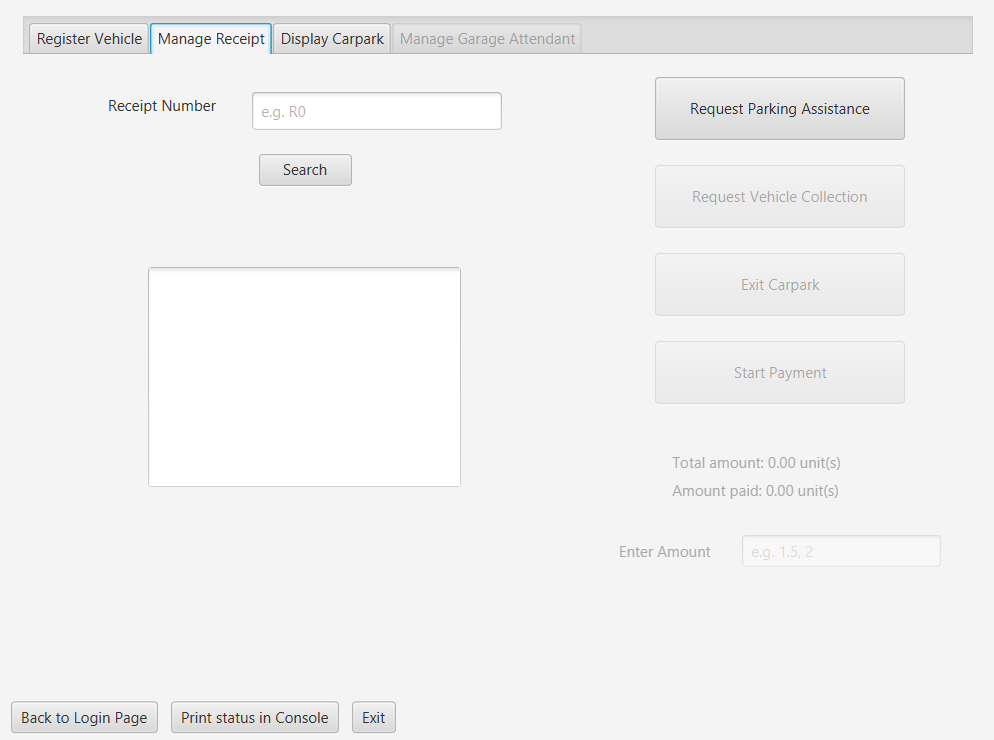 Register Vehicle Manage Receipt Display Carpark Manage Garage Attendant
Receipt Number e.g. R0
Search
Request Parking Assistance
Request Vehicle Collection
Exit Carpark
Start Payment
Total amount: 0.00 unit(s)
Amount paid: 0.00 unit(s)
Enter Amount e.g. 1.5, 2
Back to Login Page Print status in Console Exit